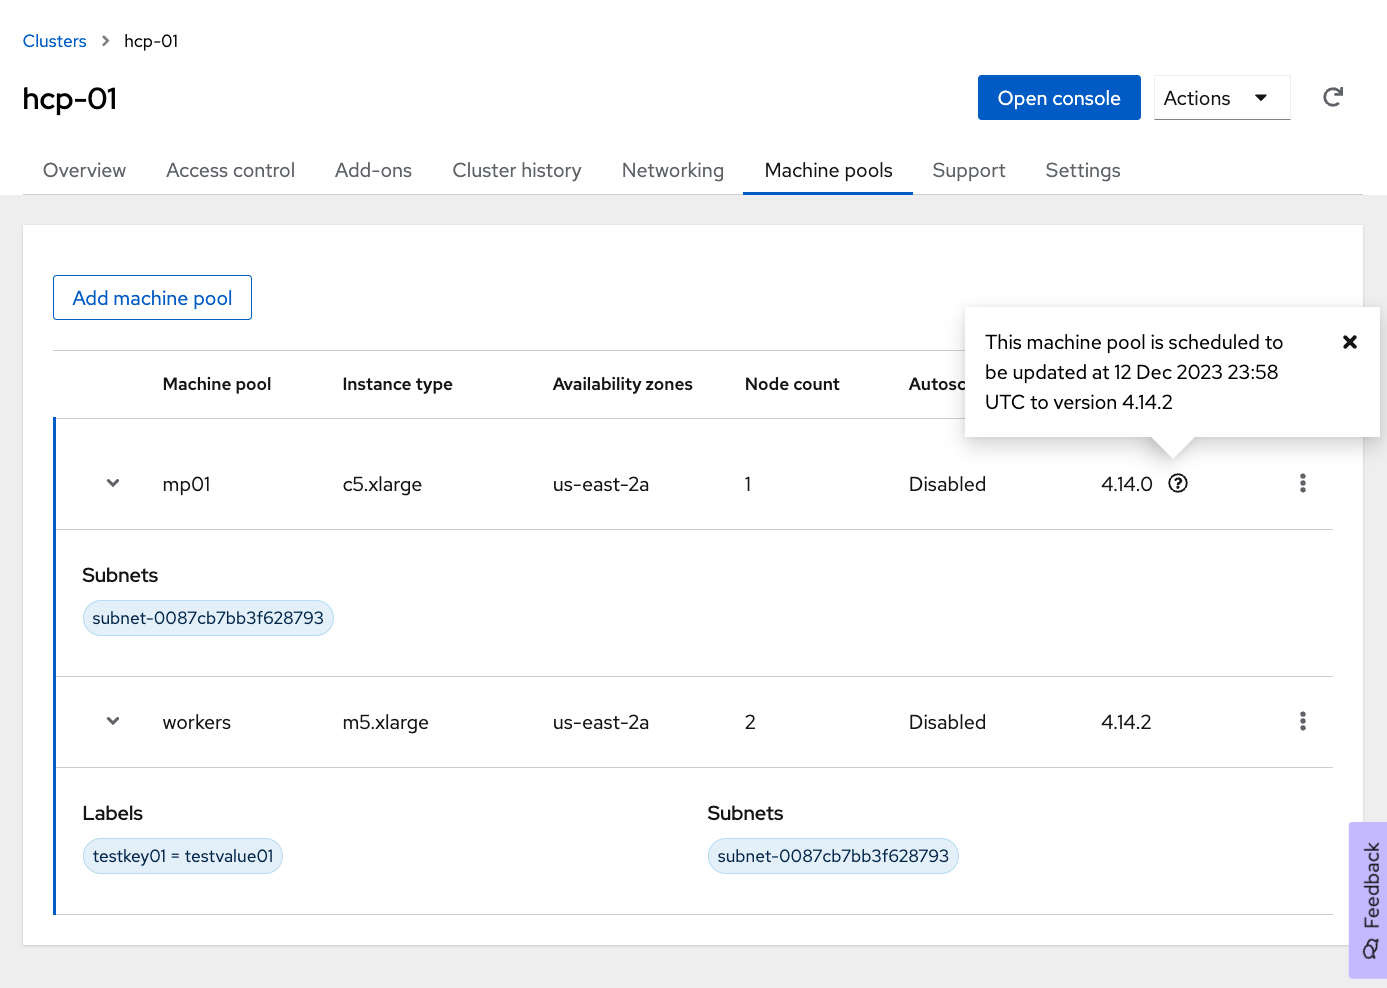 Clusters > hcp-01
hcp-01
Open console
Actions
Overview
Access control
Add-ons
Cluster history
Networking
Machine pools
Support
Settings
Add machine pool
This machine pool is scheduled to
be updated at 12 Dec 2023 23:58
UTC to version 4.14.2
Machine pool
Instance type
Availability zones
Node count
Autosc
mp01
c5.xlarge
us-east-2a
1
Disabled
4.14.0
Subnets
subnet-0087cb7bb3f628793
workers
m5.xlarge
us-east-2a
2
Disabled
4.14.2
Labels
testkey01 = testvalue01
Subnets
subnet-0087cb7bb3f628793
Feedback